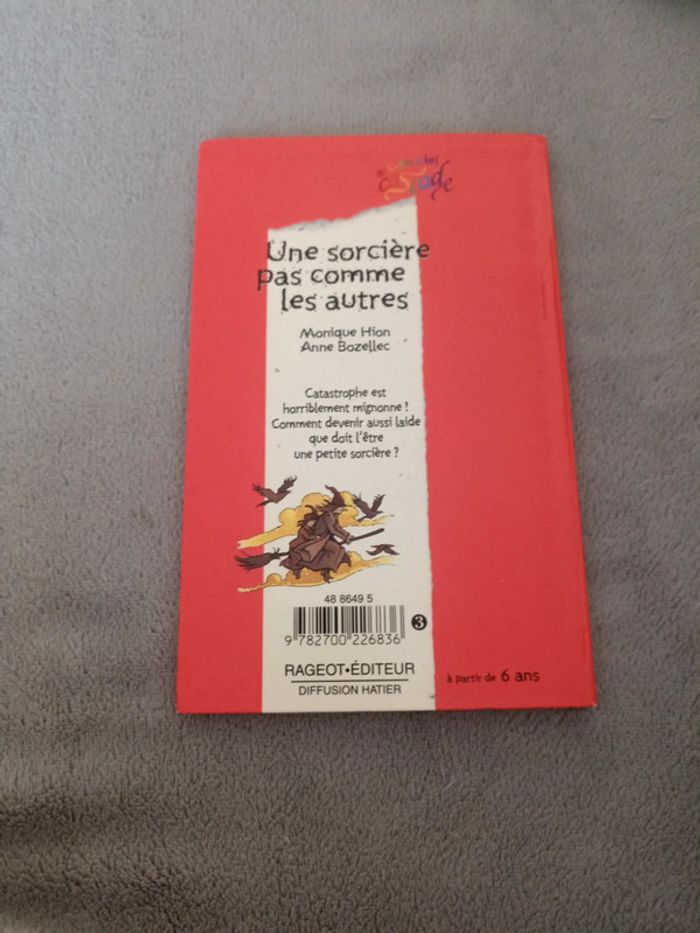 Cascade
Une sorcière
pas comme
les autres
Monique Hion
Anne Bozellec
Catastrophe est
horriblement mignonne !
Comment devenir aussi laide
que doit l'être
une petite sorcière ?
48 8649 5
9 782700 226836
3
RAGEOT•ÉDITEUR
DIFFUSION HATIER
à partir de 6 ans